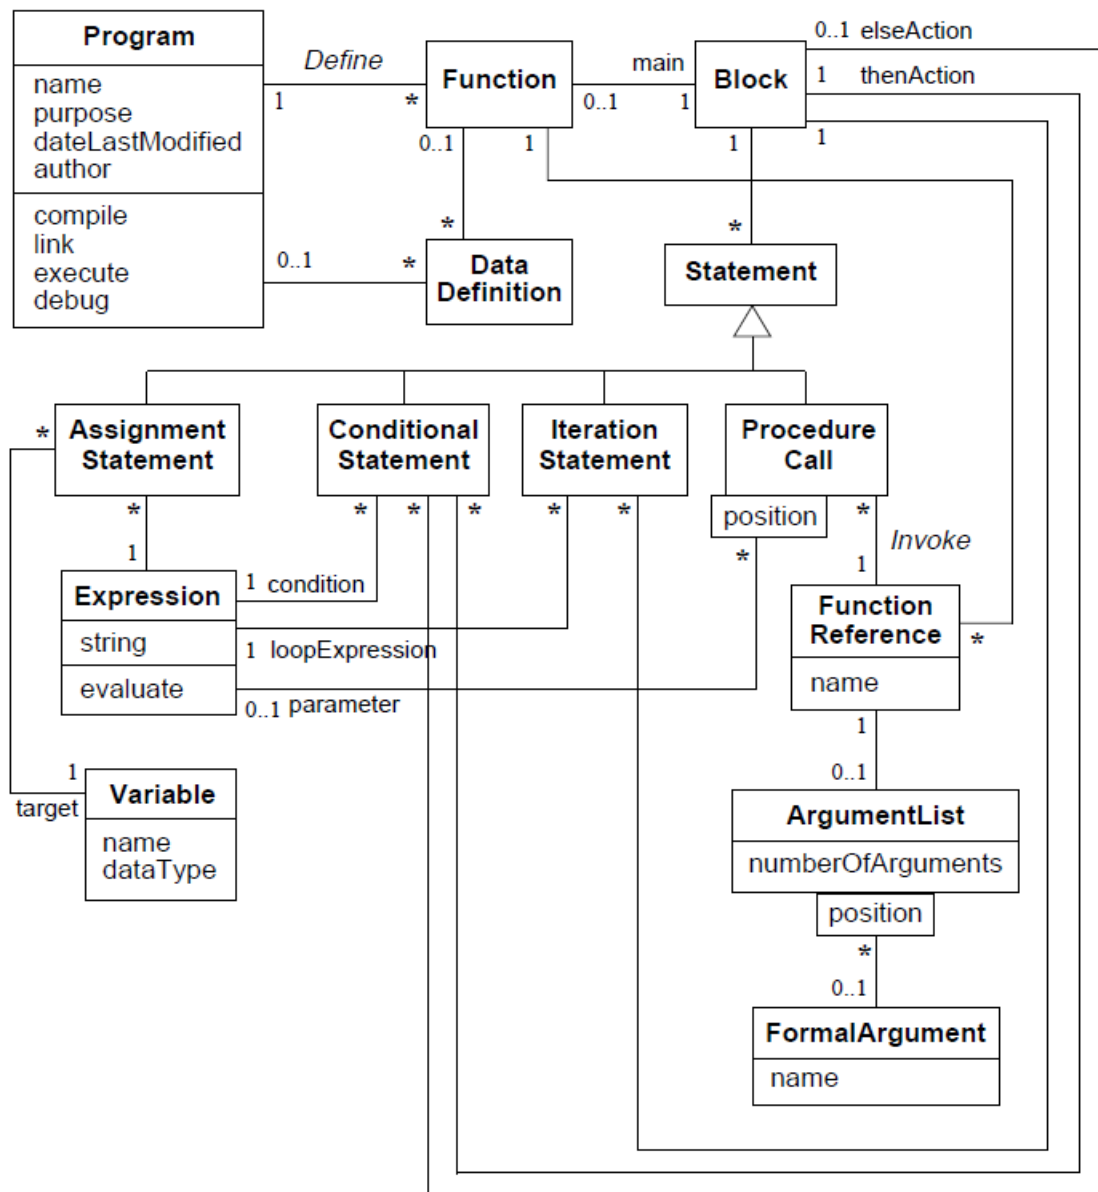 Program
name
purpose
dateLastModified
author
compile
link
execute
debug
Define
1
*
Function
0..1
1
main
0..1
1
Block
0..1 elseAction
1 thenAction
1
1
*
0..1
*
*
Data
Definition
Statement
*
Assignment
Statement
Conditional
Statement
Iteration
Statement
Procedure
Call
*
*
*
*
*
*
position
*
*
Invoke
1
1
Expression
string
evaluate
1 condition
1 loopExpression
0..1 parameter
Function
Reference
name
*
1
0..1
1
target
Variable
name
dataType
ArgumentList
numberOfArguments
position
*
0..1
FormalArgument
name